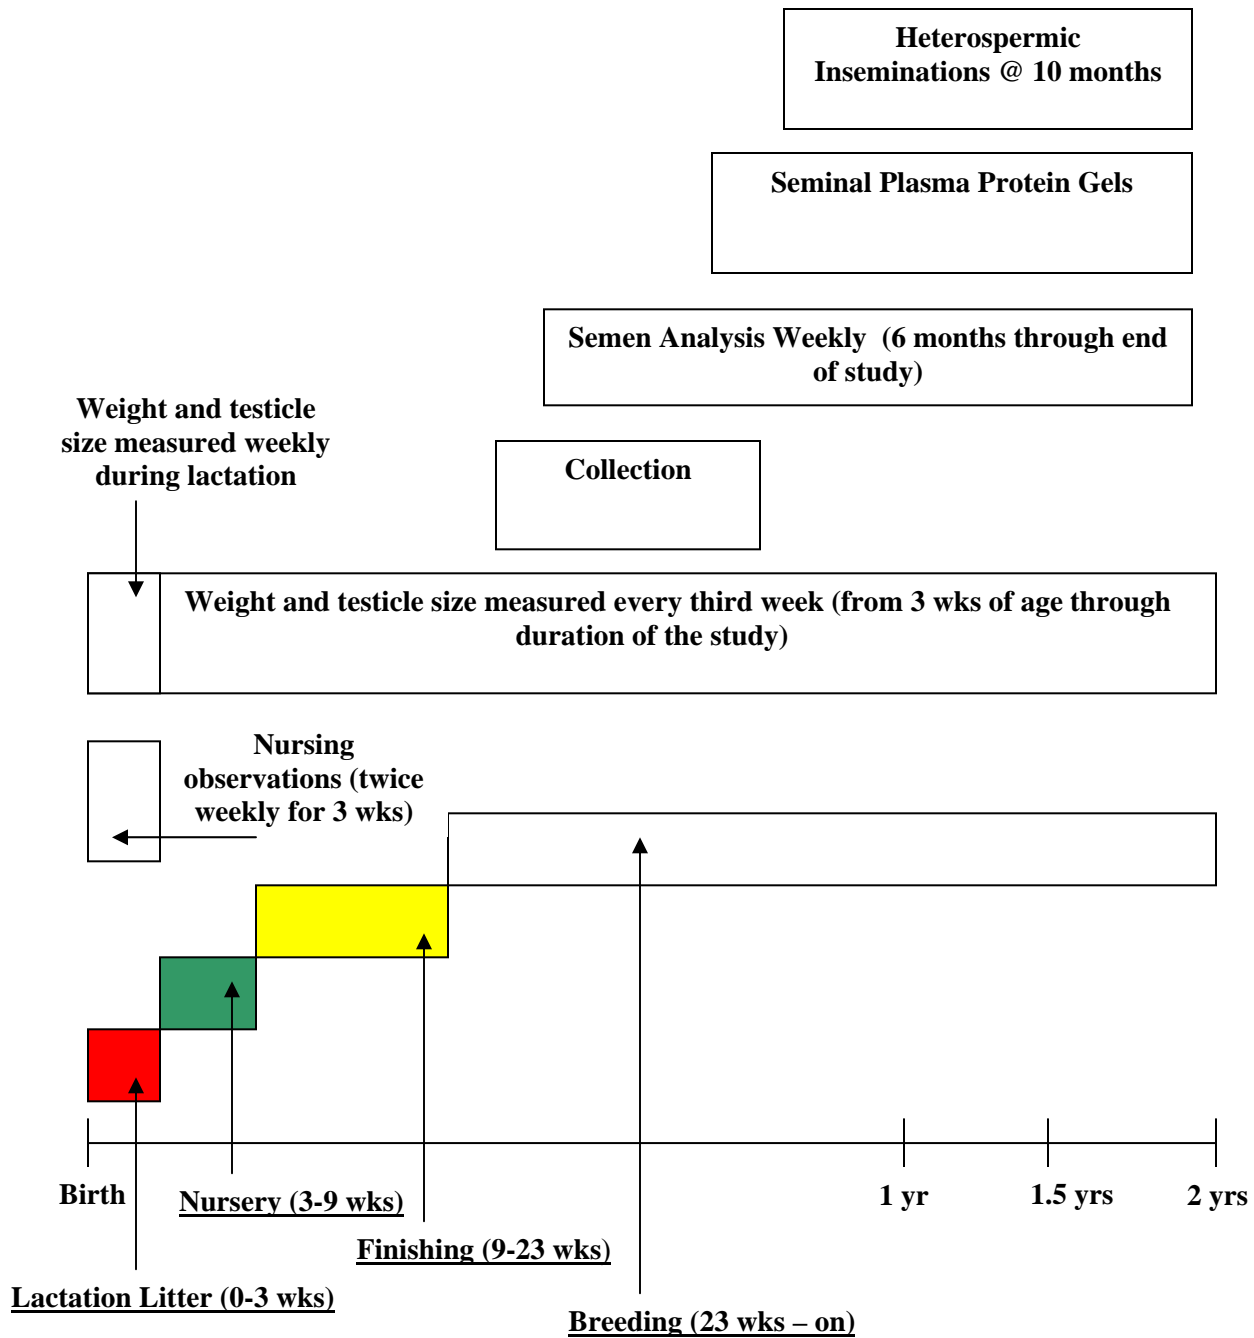 Heterospermic
Inseminations @ 10 months
Seminal Plasma Protein Gels
Semen Analysis Weekly  (6 months through end
of study)
Weight and testicle
size measured weekly
during lactation
Collection
Weight and testicle size measured every third week (from 3 wks of age through
duration of the study)
Nursing
observations (twice
weekly for 3 wks)
Birth
1 yr
1.5 yrs
2 yrs
Nursery (3-9 wks)
Finishing (9-23 wks)
Lactation Litter (0-3 wks)
Breeding (23 wks – on)